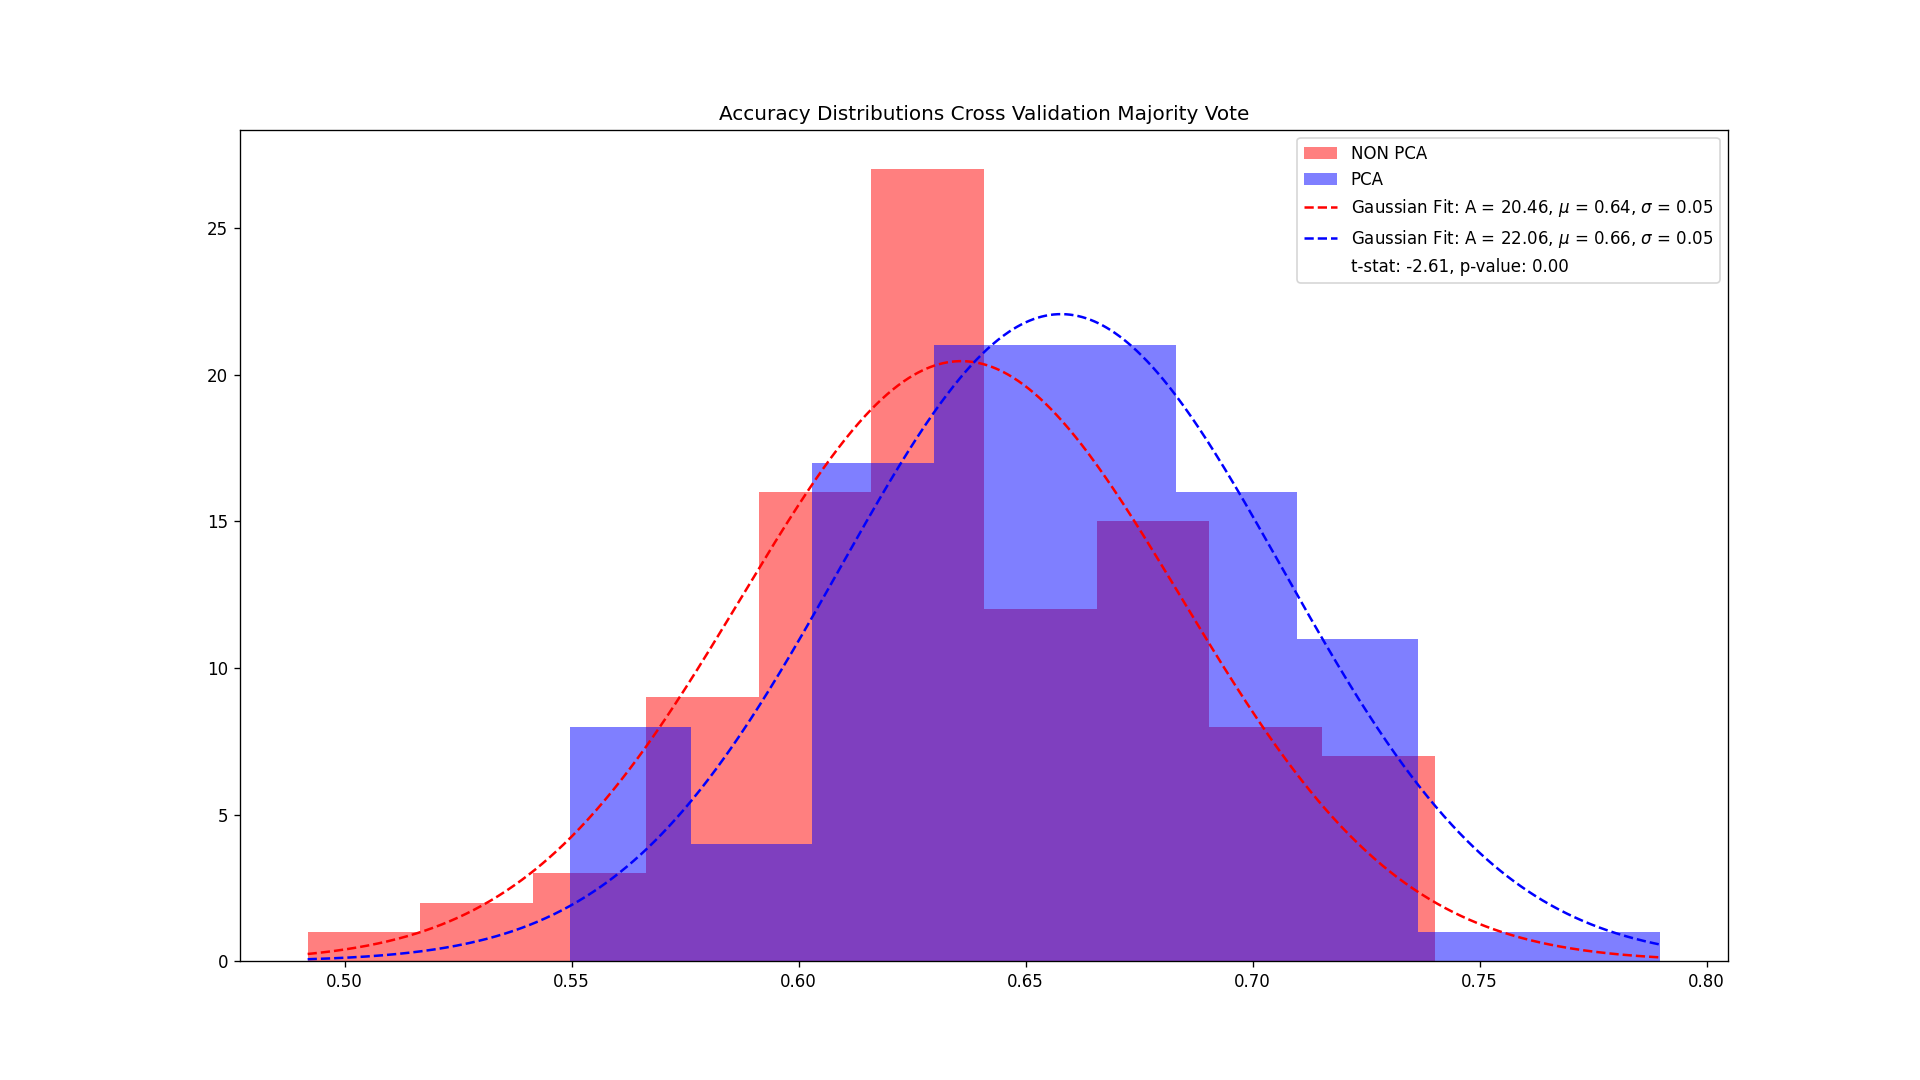 Accuracy Distributions Cross Validation Majority Vote
NON PCA
PCA
Gaussian Fit: A = 20.46, μ = 0.64, σ = 0.05
Gaussian Fit: A = 22.06, μ = 0.66, σ = 0.05
t-stat: -2.61, p-value: 0.00
25
20
15
10
5
0
0.50 0.55 0.60 0.65 0.70 0.75 0.80